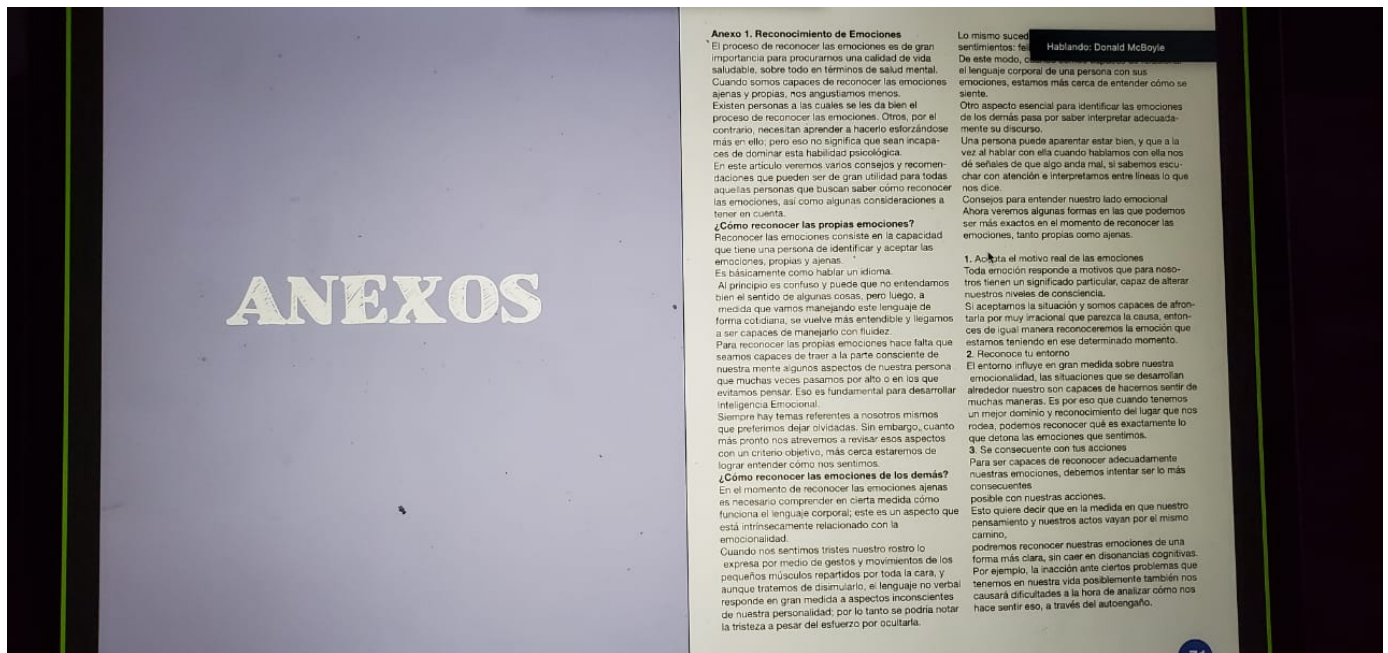 ANEXOS
Anexo 1. Reconocimiento de Emociones
El proceso de reconocer las emociones es de gran
importancia para procurarnos una calidad de vida
saludable, sobre todo en términos de salud mental.
Cuando somos capaces de reconocer las emociones
ajenas y propias, nos angustiamos menos.
Existen personas a las cuales se les da bien el
proceso de reconocer las emociones. Otros, por el
contrario, necesitan aprender a hacerlo esforzándose
más en ello; pero eso no significa que sean incapa-
ces de dominar esta habilidad psicológica.
En este artículo veremos varios consejos y recomen-
daciones que pueden ser de gran utilidad para todas
aquellas personas que buscan saber cómo reconocer
las emociones, así como algunas consideraciones a
tener en cuenta.
¿Cómo reconocer las propias emociones?
Reconocer las emociones consiste en la capacidad
que tiene una persona de identificar y aceptar las
emociones, propias y ajenas.
Es básicamente como hablar un idioma.
Al principio es confuso y puede que no entendamos
bien el sentido de algunas cosas, pero luego, a
medida que vamos manejando este lenguaje de
forma cotidiana, se vuelve más entendible y llegamos
a ser capaces de manejarlo con fluidez.
Para reconocer las propias emociones hace falta que
seamos capaces de traer a la parte consciente de
nuestra mente algunos aspectos de nuestra persona
que muchas veces pasamos por alto o en los que
evitamos pensar. Eso es fundamental para desarrollar
Inteligencia Emocional.
Siempre hay temas referentes a nosotros mismos
que preferimos dejar olvidadas. Sin embargo, cuanto
más pronto nos atrevemos a revisar esos aspectos
con un criterio objetivo, más cerca estaremos de
lograr entender cómo nos sentimos.
¿Cómo reconocer las emociones de los demás?
En el momento de reconocer las emociones ajenas
es necesario comprender en cierta medida cómo
funciona el lenguaje corporal; este es un aspecto que
está intrínsecamente relacionado con la
emocionalidad.
Cuando nos sentimos tristes nuestro rostro lo
expresa por medio de gestos y movimientos de los
pequeños músculos repartidos por toda la cara, y
aunque tratemos de disimularlo, el lenguaje no verbal
responde en gran medida a aspectos inconscientes
de nuestra personalidad; por lo tanto se podría notar
la tristeza a pesar del esfuerzo por ocultarla.
Lo mismo
sentimientos:
Hablando: Donald McBoyle
De este modo,
el lenguaje corporal de una persona con sus
emociones, estamos más cerca de entender cómo se
siente.
Otro aspecto esencial para identificar las emociones
de los demás pasa por saber interpretar adecuada-
mente su discurso.
Una persona puede aparentar estar bien, y que a la
vez al hablar con ella cuando hablamos con ella nos
dé señales de que algo anda mal, si sabemos escu-
char con atención e interpretamos entre líneas lo que
nos dice.
Consejos para entender nuestro lado emocional
Ahora veremos algunas formas en las que podemos
ser más exactos en el momento de reconocer las
emociones, tanto propias como ajenas.
1. Acepta el motivo real de las emociones
Toda emoción responde a motivos que para noso-
tros tienen un significado particular, capaz de alterar
nuestros niveles de consciencia.
Si aceptamos la situación y somos capaces de afron-
tarla por muy irracional que parezca la causa, enton-
ces de igual manera reconoceremos la emoción que
estamos teniendo en ese determinado momento.
2. Reconoce tu entorno
El entorno influye en gran medida sobre nuestra
emocionalidad, las situaciones que se desarrollan
alrededor nuestro son capaces de hacernos sentir de
muchas maneras. Es por eso que cuando tenemos
un mejor dominio y reconocimiento del lugar que nos
rodea, podemos reconocer qué es exactamente lo
que detona las emociones que sentimos.
3. Se consecuente con tus acciones
Para ser capaces de reconocer adecuadamente
nuestras emociones, debemos intentar ser lo más
consecuentes
posible con nuestras acciones.
Esto quiere decir que en la medida en que nuestro
pensamiento y nuestros actos vayan por el mismo
camino,
podremos reconocer nuestras emociones de una
forma más clara, sin caer en disonancias cognitivas.
Por ejemplo, la inacción ante ciertos problemas que
tenemos en nuestra vida posiblemente también nos
causará dificultades a la hora de analizar cómo nos
hace sentir eso, a través del autoengaño.